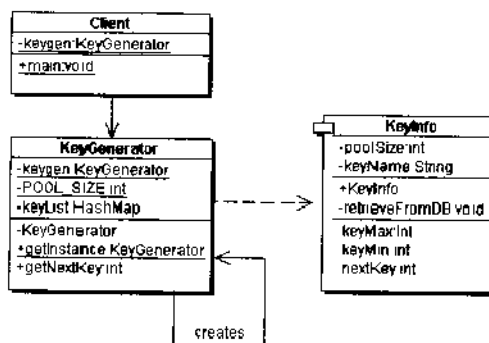 Client
-keygen:KeyGenerator
+main:void
KeyGenerator
-keygen:KeyGenerator
-POOL_SIZE:int
-keyList:HashMap
-KeyGenerator
+getInstance:KeyGenerator
+getNextKey:int
creates
KeyInfo
-poolSize:int
-keyName:String
+KeyInfo
-retrieveFromDB:void
keyMax:int
keyMin:int
nextKey:int